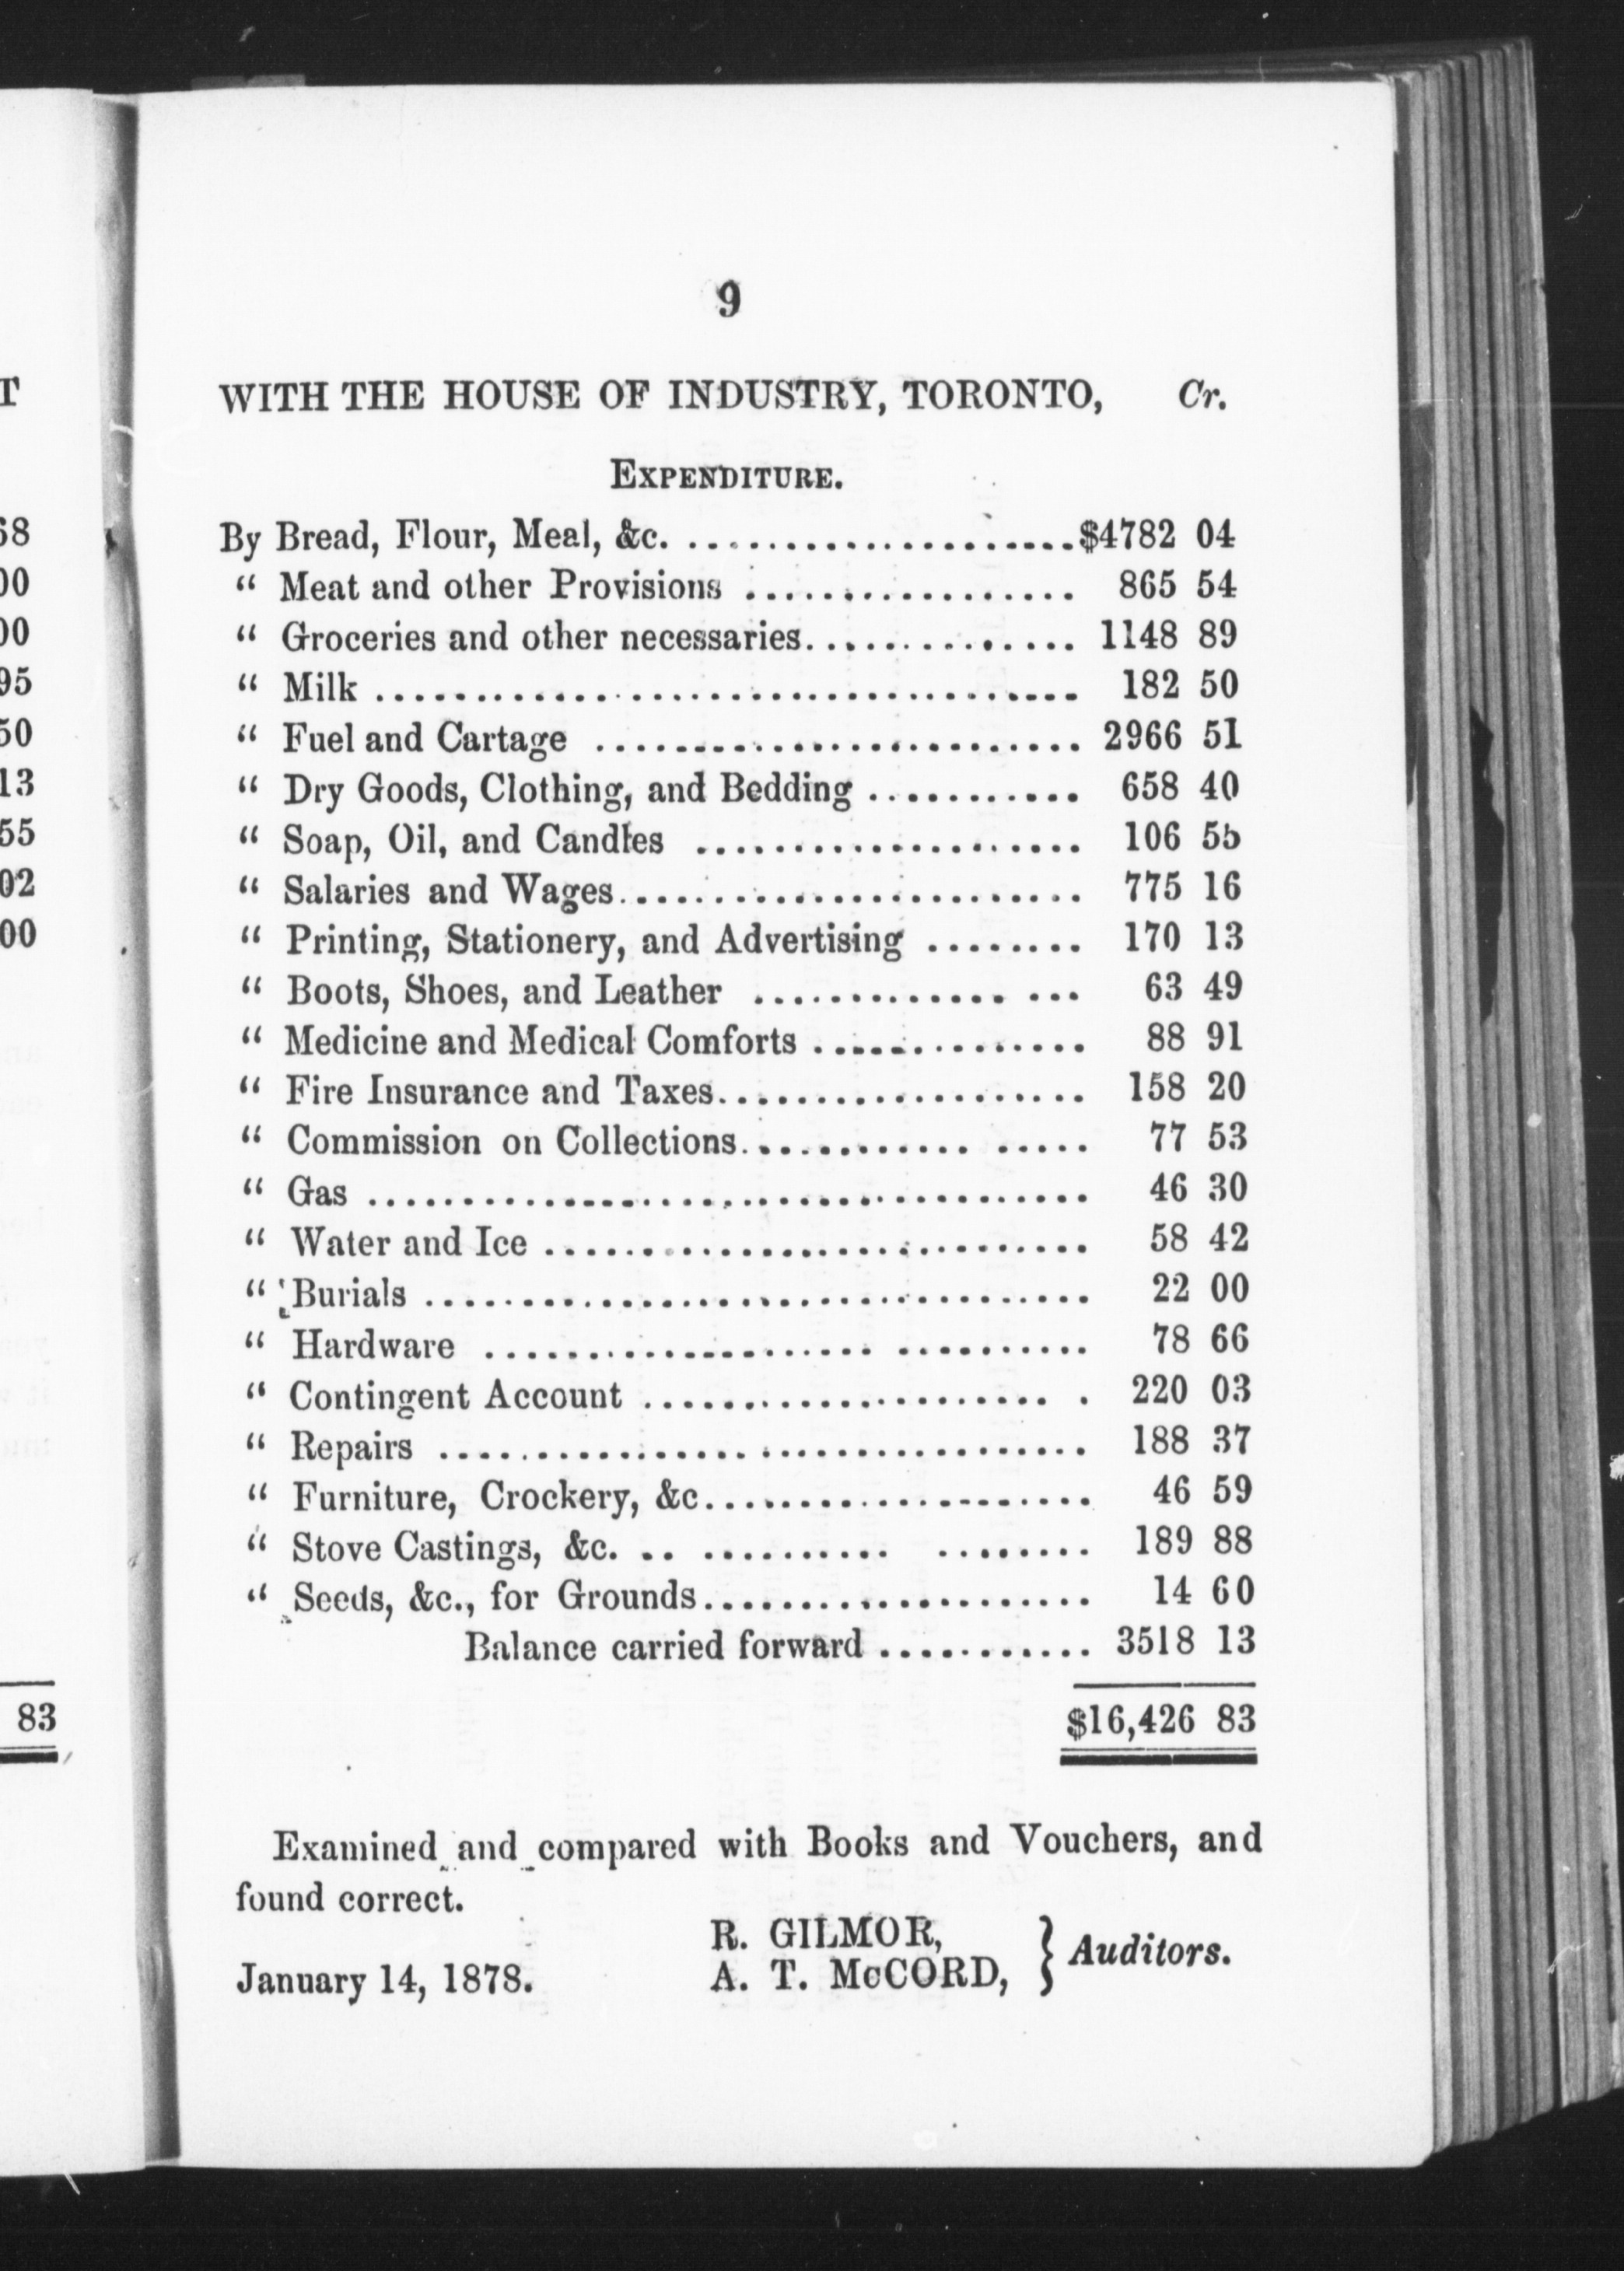 9
WITH THE HOUSE OF INDUSTRY, TORONTO, Cr.
EXPENDITURE.
By Bread, Flour, Meal, &c. ........................ $4782 04
“ Meat and other Provisions ................. 865 54
“ Groceries and other necessaries.............. 1148 89
“ Milk .................................... 182 50
“ Fuel and Cartage ......................... 2966 51
“ Dry Goods, Clothing, and Bedding ........... 658 40
“ Soap, Oil, and Candles .................... 106 55
“ Salaries and Wages........................ 775 16
“ Printing, Stationery, and Advertising ........ 170 13
“ Boots, Shoes, and Leather ............. ... 63 49
“ Medicine and Medical Comforts .............. 88 91
“ Fire Insurance and Taxes................... 158 20
“ Commission on Collections............ ..... 77 53
“ Gas ..................................... 46 30
“ Water and Ice ............................ 58 42
“ Burials .................................. 22 00
“ Hardware .................... .......... 78 66
“ Contingent Account ..................... . 220 03
“ Repairs ................................. 188 37
“ Furniture, Crockery, &c.................... 46 59
“ Stove Castings, &c. .. .......... ........ 189 88
“ Seeds, &c., for Grounds.................... 14 60
Balance carried forward ........... 3518 13
$16,426 83
Examined and compared with Books and Vouchers, and
found correct.
R. GILMOR,
A. T. McCORD, } Auditors.
January 14, 1878.
T
68
00
00
95
50
13
55
02
00
83